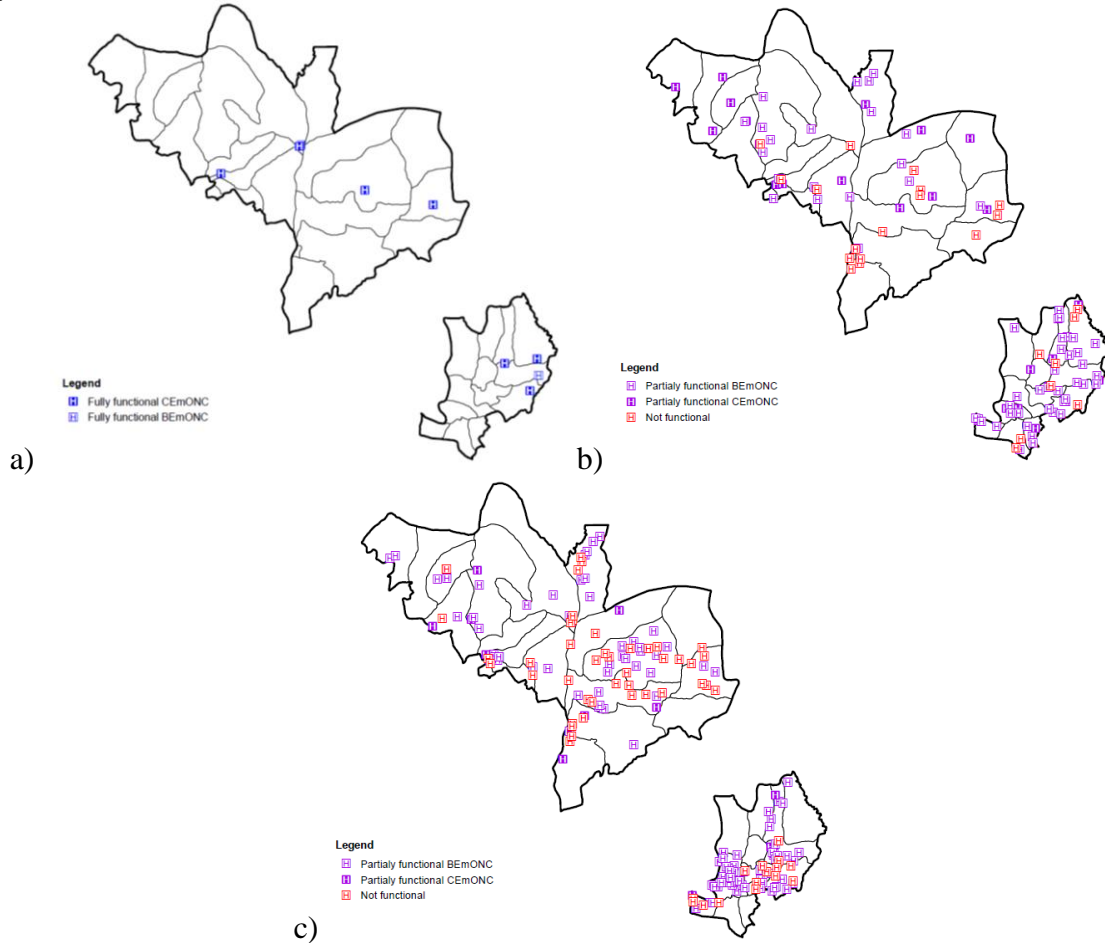 Legend
Fully functional CEmONC
Fully functional BEmONC
a)
Legend
Partialy functional BEmONC
Partialy functional CEmONC
Not functional
b)
Legend
Partialy functional BEmONC
Partialy functional CEmONC
Not functional
c)